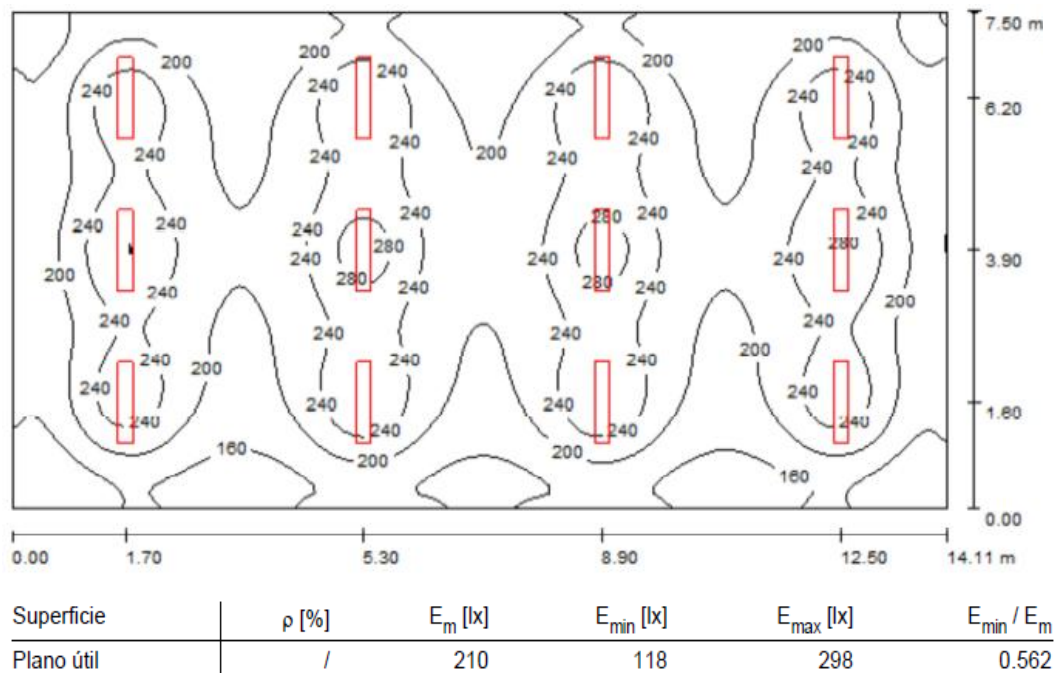 7.50 m
200 200 200 200
240 240 240 240
240 240 240 240
6.20
240 240 240
240 200 240
240 240 240
240 240
240 240 240
280
240 240 280
240 240 280 240 240 240
3.90
200 280 280 200
240 240 240 240
240 240 240 240
200 200 200
240 240 240 240
240 240 240 240
1.60
240 240 240 240
160 200 200 160
0.00
0.00 1.70 5.30 8.90 12.50 14.11 m
Superficie ρ [%] Em [lx] Emin [lx] Emax [lx] Emin / Em
Plano útil / 210 118 298 0.562